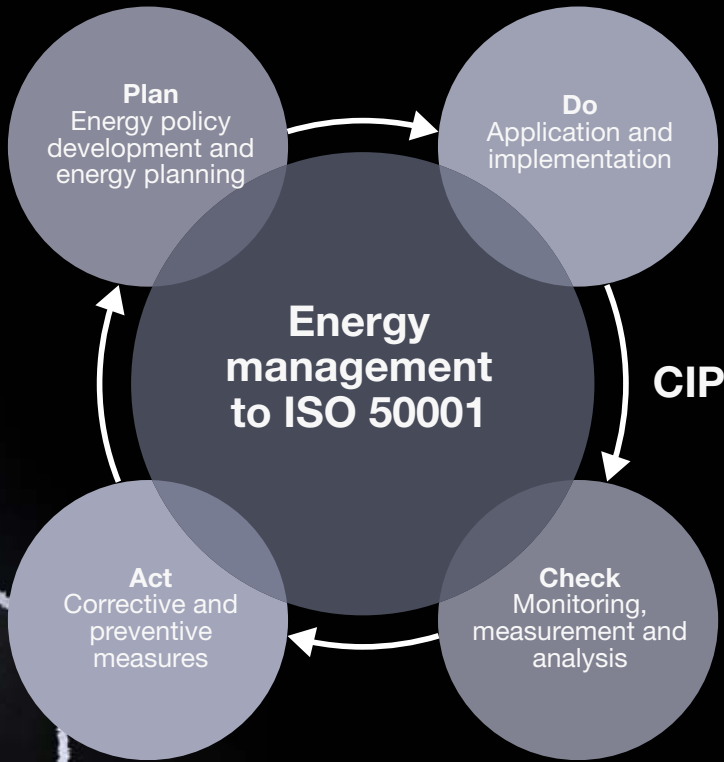 Plan
Energy policy
development and
energy planning
Do
Application and
implementation
Energy
management
to ISO 50001
CIP
Act
Corrective and
preventive
measures
Check
Monitoring,
measurement and
analysis